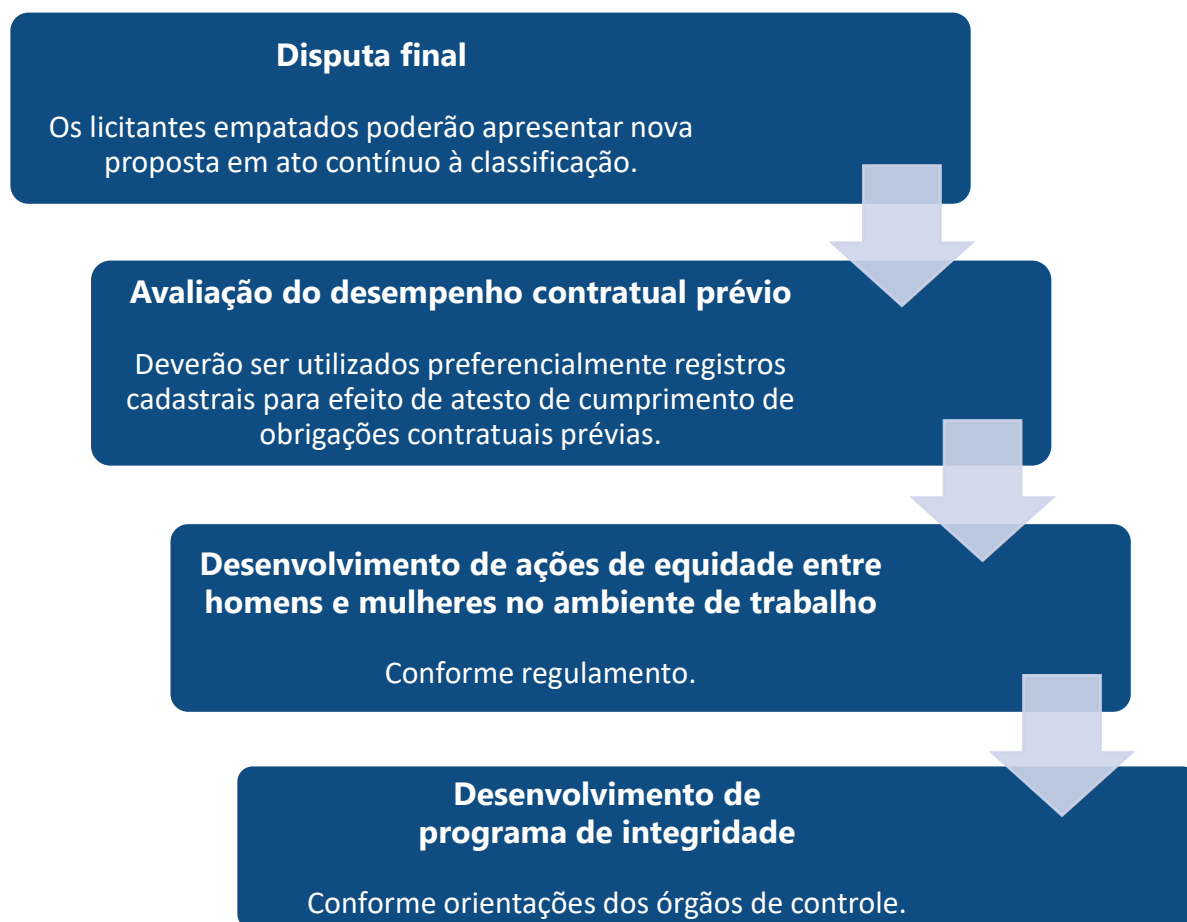 Disputa final
Os licitantes empatados poderão apresentar nova
proposta em ato contínuo à classificação.
Avaliação do desempenho contratual prévio
Deverão ser utilizados preferencialmente registros
cadastrais para efeito de atesto de cumprimento de
obrigações contratuais prévias.
Desenvolvimento de ações de equidade entre
homens e mulheres no ambiente de trabalho
Conforme regulamento.
Desenvolvimento de
programa de integridade
Conforme orientações dos órgãos de controle.